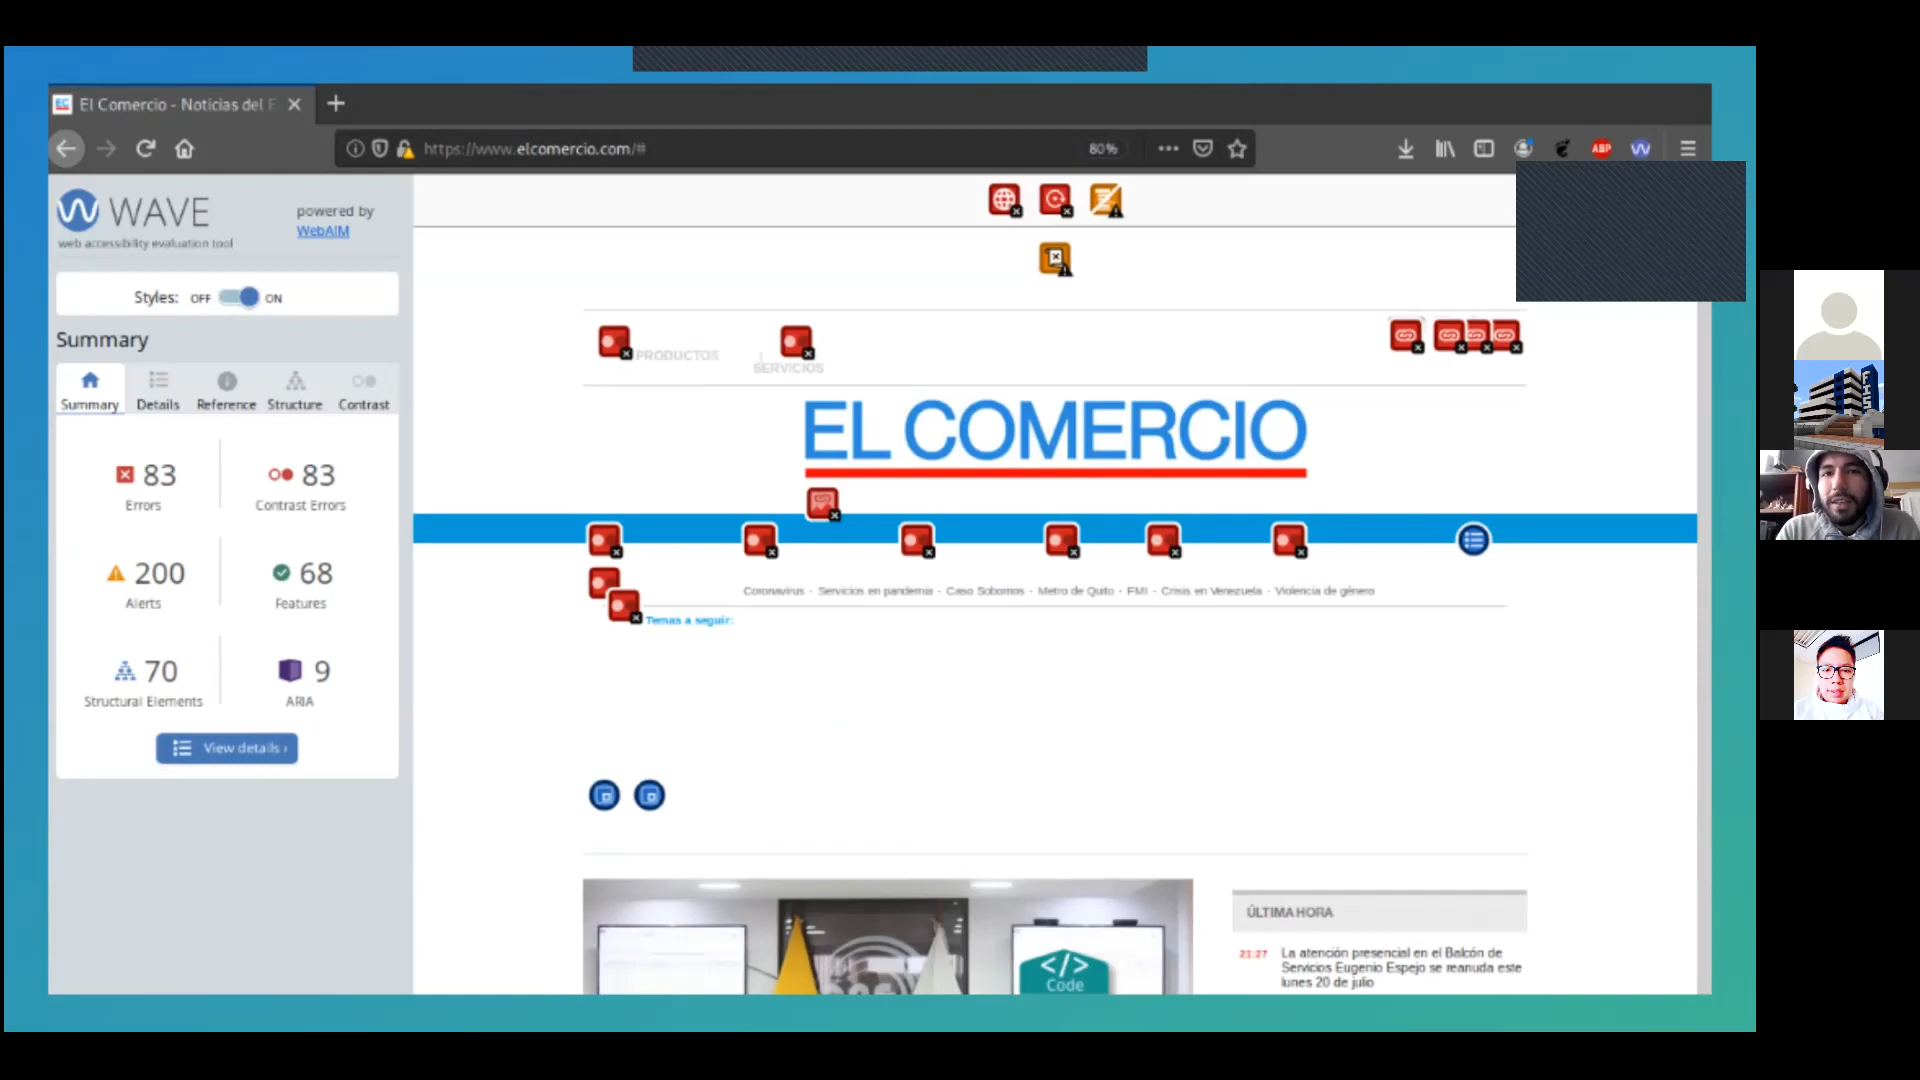 El Comercio - Noticias del E
https://www.elcomercio.com/#
80%
ABP
WAVE
web accessibility evaluation tool
powered by
WebAIM
Styles: OFF ON
Summary
Summary Details Reference Structure Contrast
83 83
Errors Contrast Errors
200 68
Alerts Features
70 9
Structural Elements ARIA
View details ›
PRODUCTOS
SERVICIOS
EL COMERCIO
Coronavirus - Servicios en pandemia - Caso Sobornos - Metro de Quito - FMI - Crisis en Venezuela - Violencia de género
Temas a seguir:
ÚLTIMA HORA
21:27 La atención presencial en el Balcón de
Servicios Eugenio Espejo se reanuda este
lunes 20 de julio
</>
Code
EC
FIS